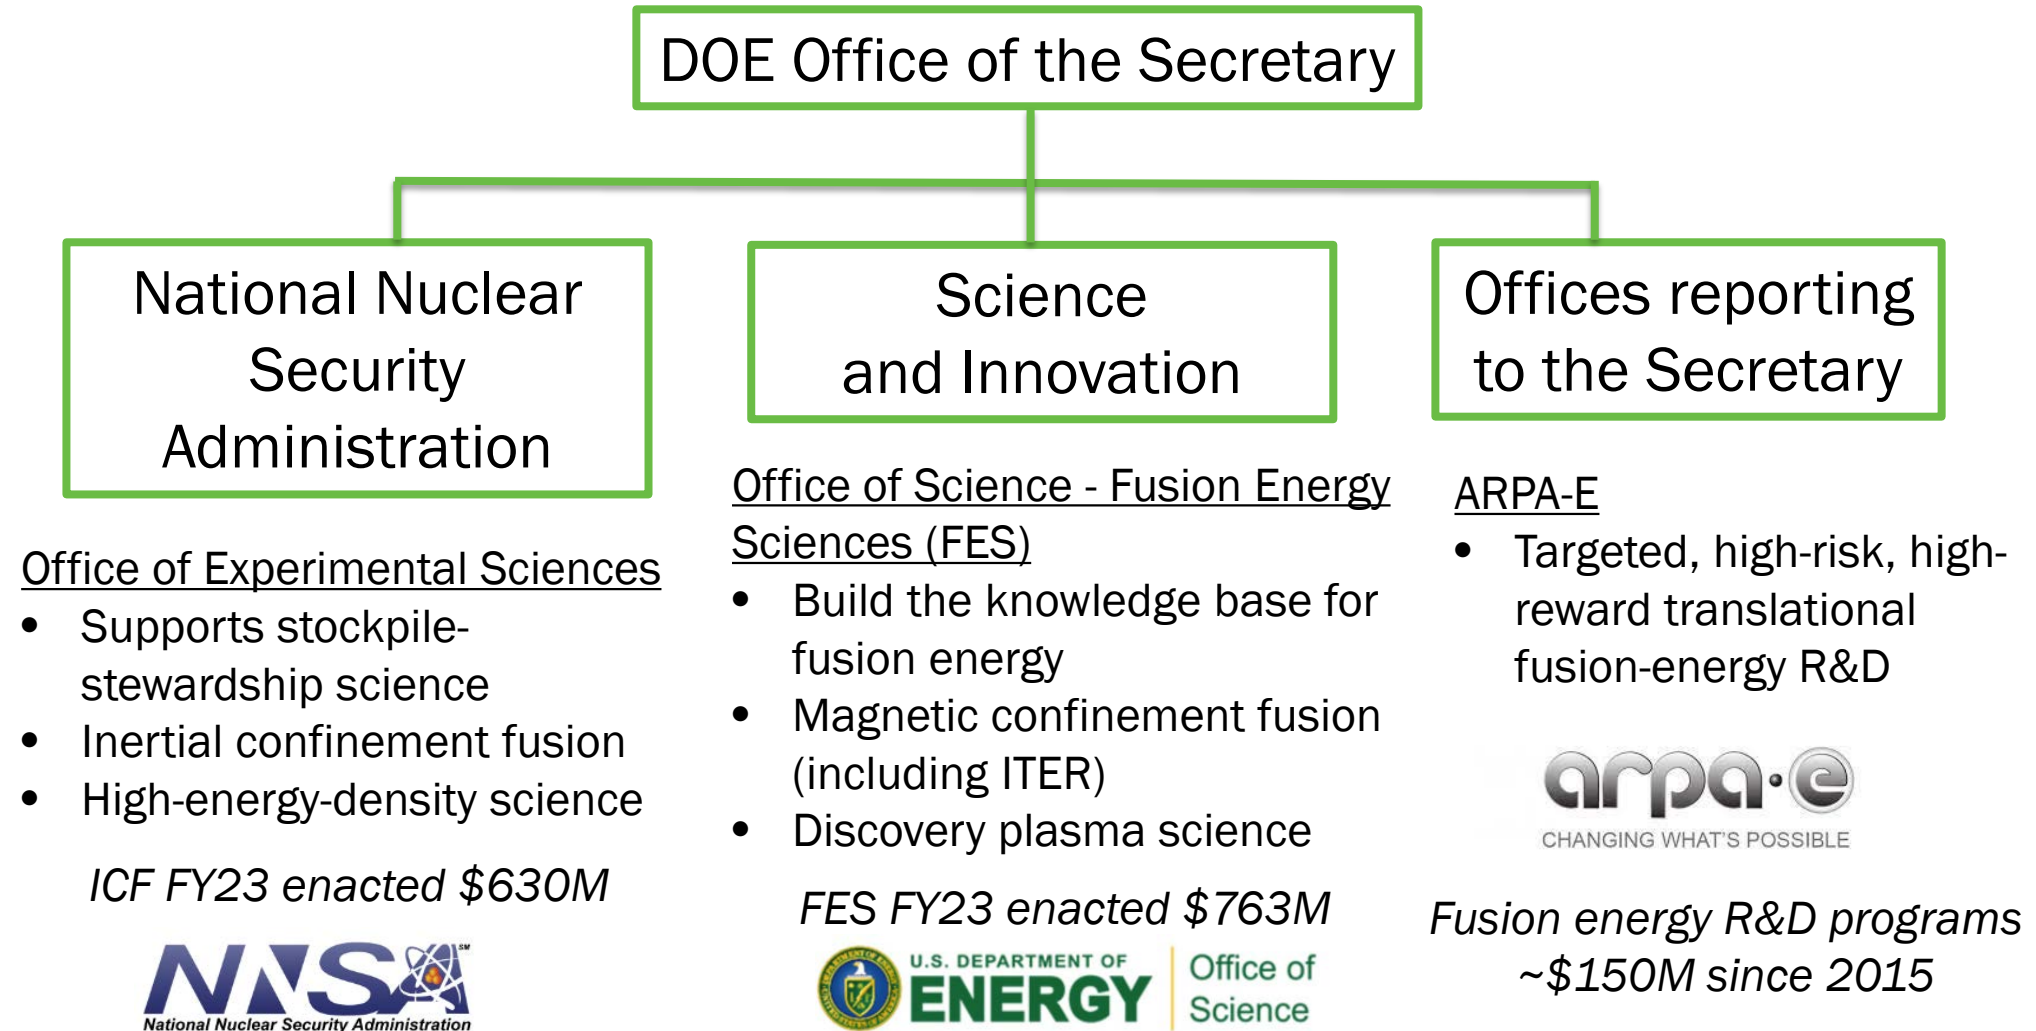 DOE Office of the Secretary
National Nuclear
Security
Administration
Office of Experimental Sciences
• Supports stockpile-
stewardship science
• Inertial confinement fusion
• High-energy-density science
ICF FY23 enacted $630M
NNSA
SM
National Nuclear Security Administration
Science
and Innovation
Office of Science - Fusion Energy
Sciences (FES)
• Build the knowledge base for
fusion energy
• Magnetic confinement fusion
(including ITER)
• Discovery plasma science
FES FY23 enacted $763M
U.S. DEPARTMENT OF
ENERGY
Office of
Science
Offices reporting
to the Secretary
ARPA-E
• Targeted, high-risk, high-
reward translational
fusion-energy R&D
arpa·e
CHANGING WHAT'S POSSIBLE
Fusion energy R&D programs
~$150M since 2015